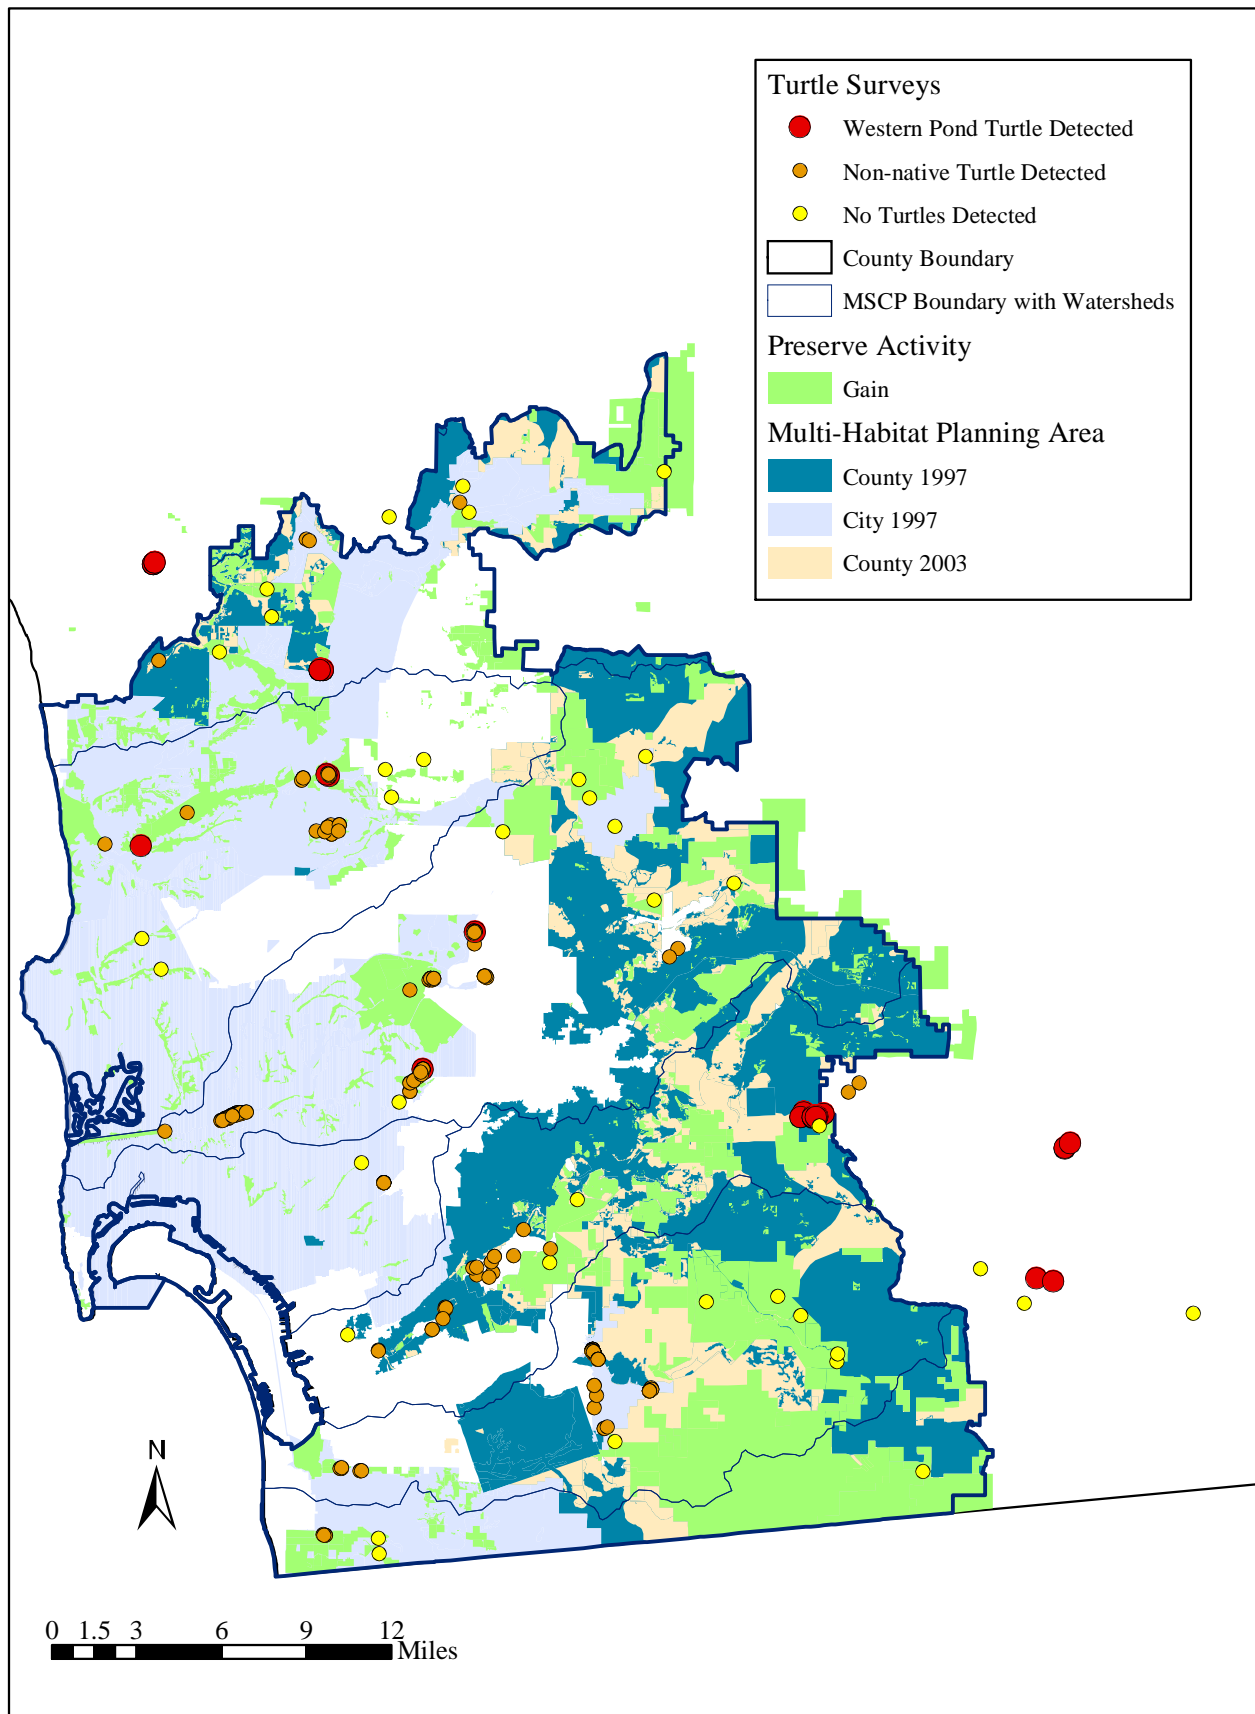 Turtle Surveys
Western Pond Turtle Detected
Non-native Turtle Detected
No Turtles Detected
County Boundary
MSCP Boundary with Watersheds
Preserve Activity
Gain
Multi-Habitat Planning Area
County 1997
City 1997
County 2003
N
0 1.5 3 6 9 12
Miles